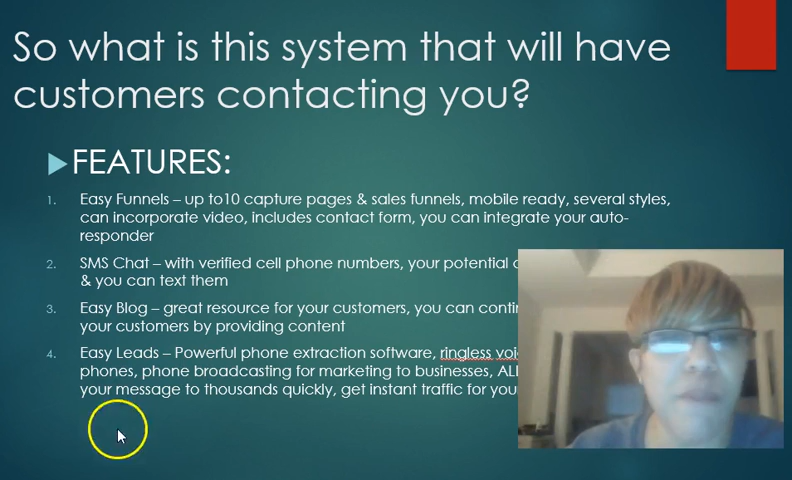 So what is this system that will have
customers contacting you?
FEATURES:
1. Easy Funnels – up to10 capture pages & sales funnels, mobile ready, several styles,
can incorporate video, includes contact form, you can integrate your auto-
responder
2. SMS Chat – with verified cell phone numbers, your potential
& you can text them
3. Easy Blog – great resource for your customers, you can
your customers by providing content
4. Easy Leads – Powerful phone extraction software, ringless
phones, phone broadcasting for marketing to businesses,
your message to thousands quickly, get instant traffic for